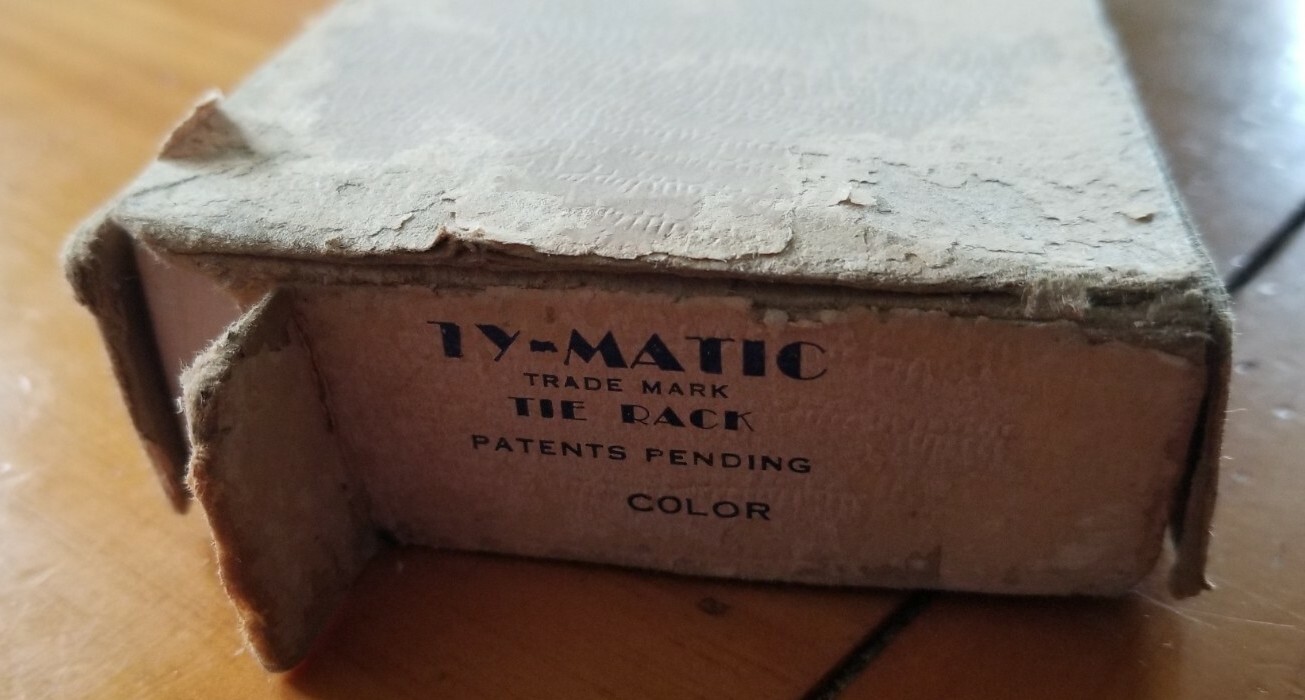 TY-MATIC
TRADE MARK
TIE RACK
PATENTS PENDING
COLOR